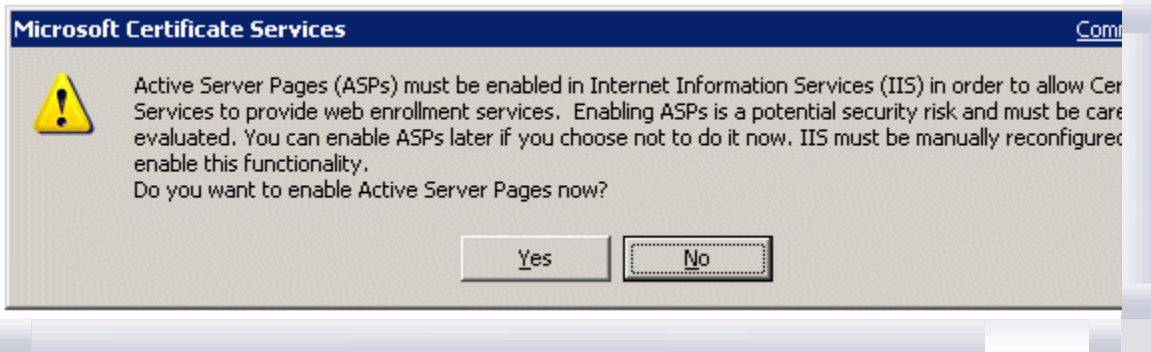 Microsoft Certificate Services Comm
Active Server Pages (ASPs) must be enabled in Internet Information Services (IIS) in order to allow Cer
Services to provide web enrollment services.  Enabling ASPs is a potential security risk and must be care
evaluated. You can enable ASPs later if you choose not to do it now. IIS must be manually reconfigured
enable this functionality.
Do you want to enable Active Server Pages now?
Yes No